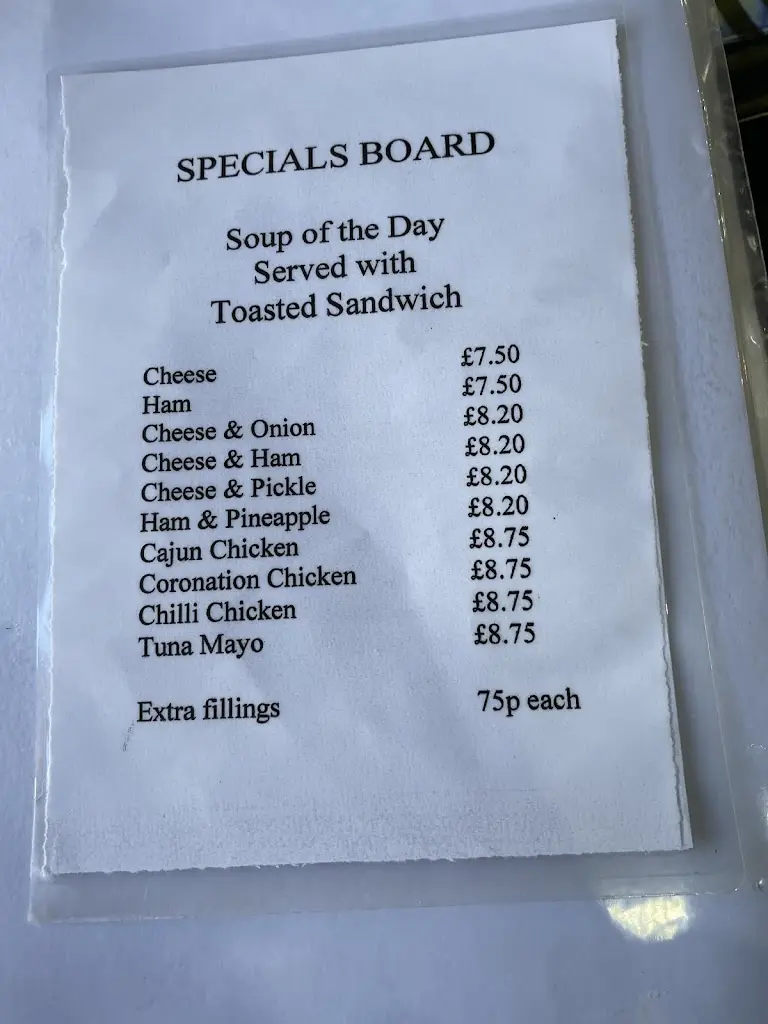 SPECIALS BOARD
Soup of the Day
Served with
Toasted Sandwich
Cheese £7.50
Ham £7.50
Cheese & Onion £8.20
Cheese & Ham £8.20
Cheese & Pickle £8.20
Ham & Pineapple £8.20
Cajun Chicken £8.75
Coronation Chicken £8.75
Chilli Chicken £8.75
Tuna Mayo £8.75
Extra fillings 75p each